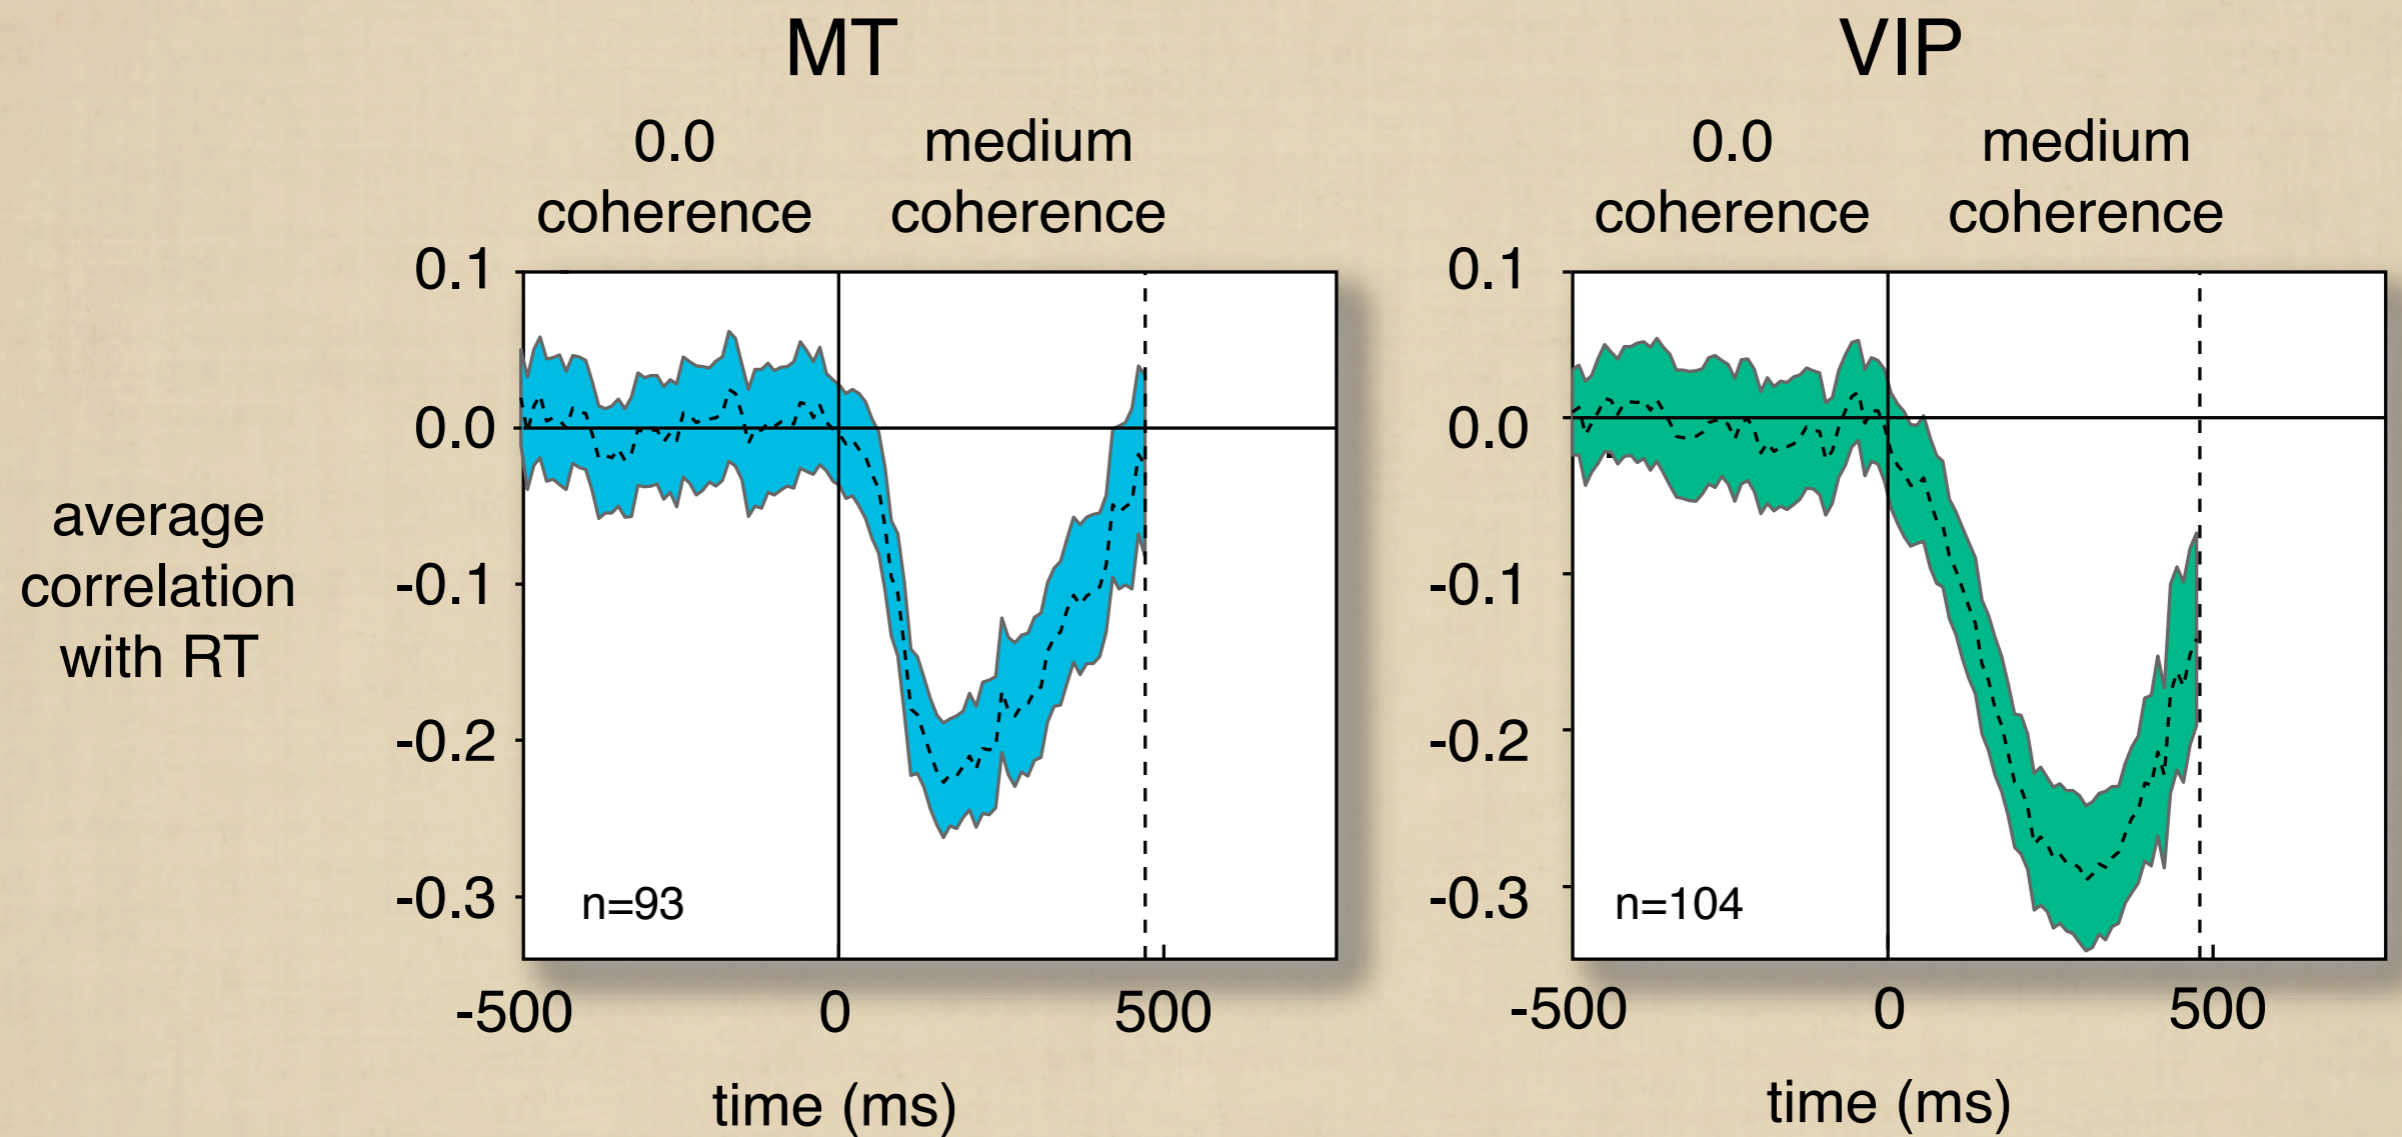 MT
0.0
coherence
medium
coherence
average
correlation
with RT
0.1
0.0
-0.1
-0.2
-0.3
n=93
-500
0
500
time (ms)
VIP
0.0
coherence
medium
coherence
0.1
0.0
-0.1
-0.2
-0.3
n=104
-500
0
500
time (ms)